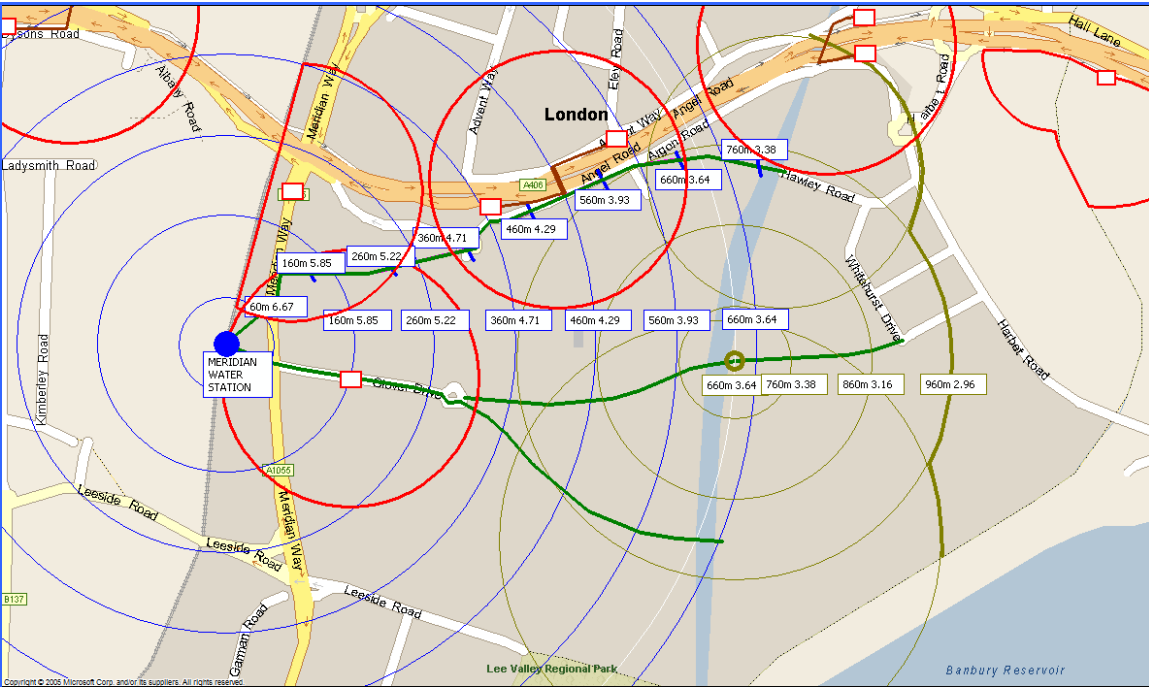 Dysons Road
Hall Lane
Albany Road
Meridian Way
Advent Way
Eley Road
London
Angel Road
Angel Road
Argon Road
A406
Ladysmith Road
760m 3.38
660m 3.64
560m 3.93
460m 4.29
360m 4.71
260m 5.22
160m 5.85
60m 6.67
Hawley Road
Meridian Way
160m 5.85
260m 5.22
360m 4.71
460m 4.29
560m 3.93
660m 3.64
Whitehurst Drive
Harbet Road
Kimberley Road
MERIDIAN
WATER
STATION
Glover Drive
660m 3.64
760m 3.38
860m 3.16
960m 2.96
A1055
Meridian Way
Leeside Road
Leeside Road
Leeside Road
B137
Garman Road
Lee Valley Regional Park
Banbury Reservoir
Copyright © 2005 Microsoft Corp. and/or its suppliers. All rights reserved.